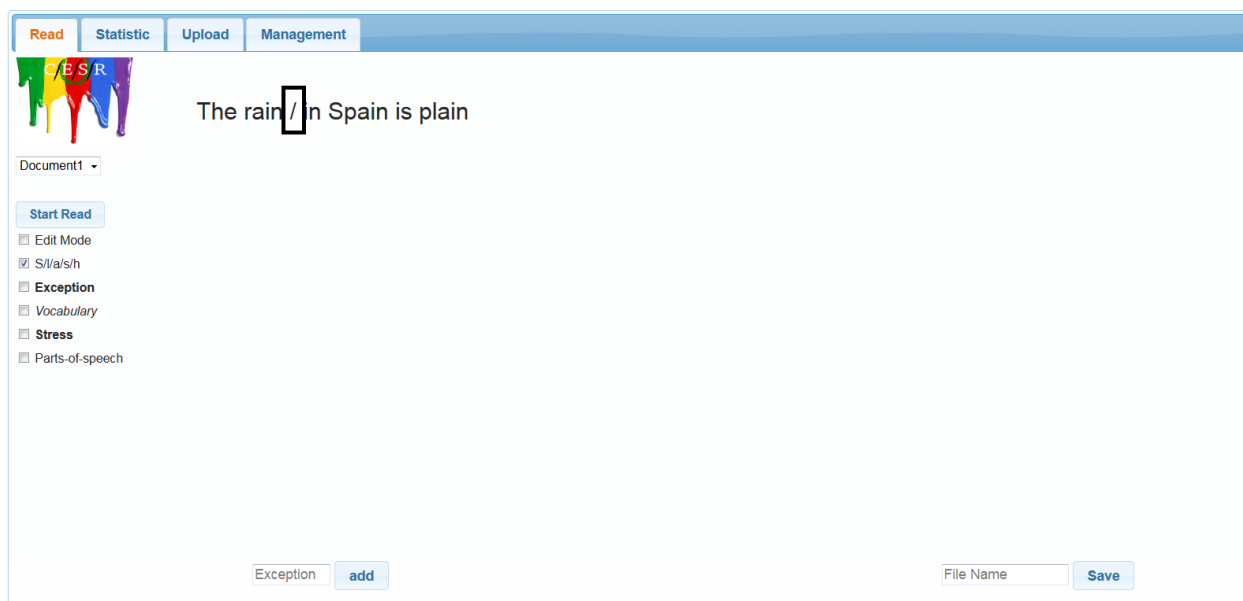 Read Statistic Upload Management
C/E/S/R
The rain / in Spain is plain
Document1
Start Read
Edit Mode
S/l/a/s/h
Exception
Vocabulary
Stress
Parts-of-speech
Exception add File Name Save